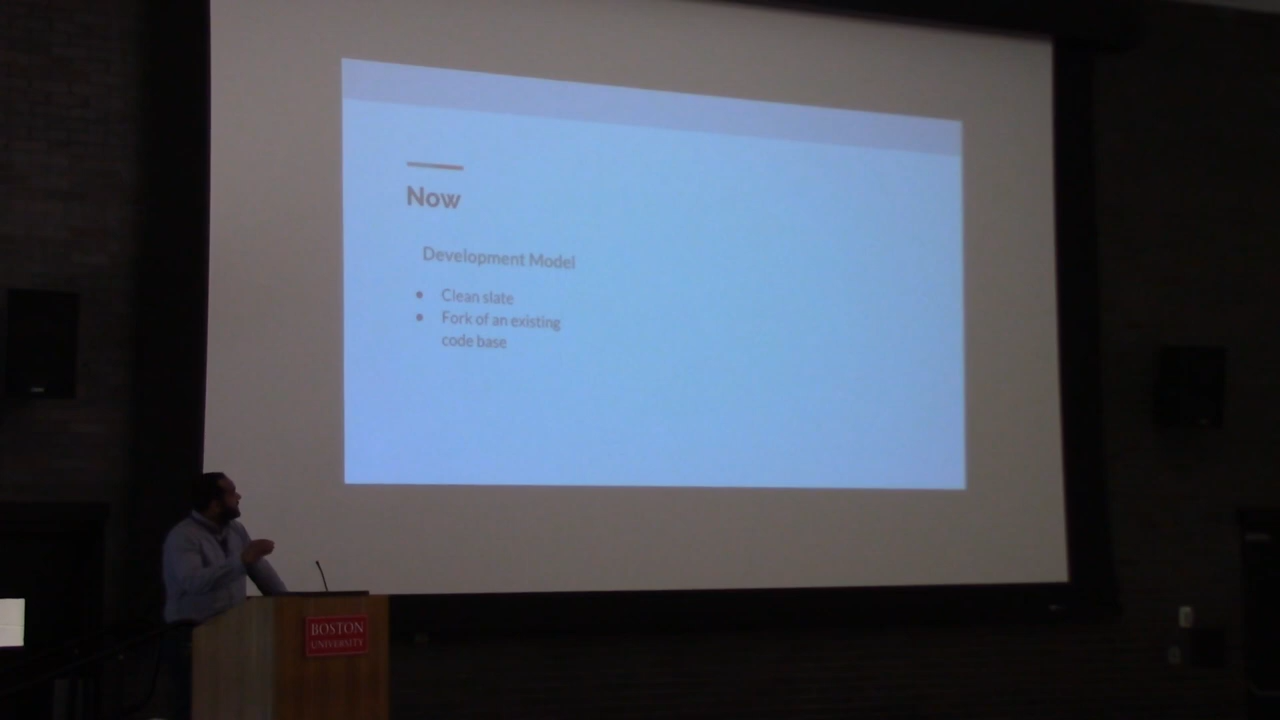 Now
Development Model
• Clean slate
• Fork of an existing
code base
BOSTON
UNIVERSITY